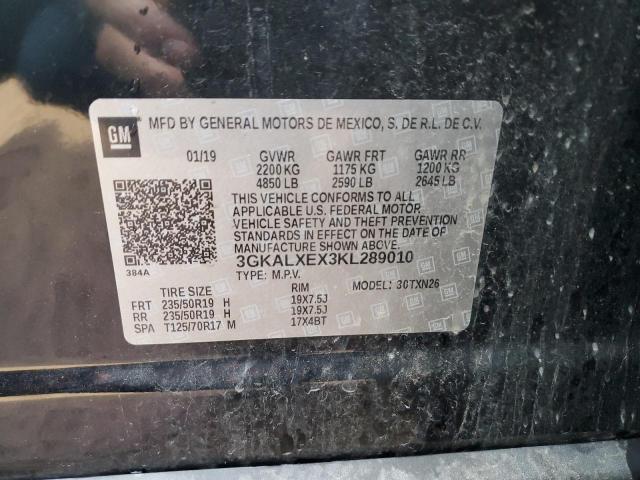 GM MFD BY GENERAL MOTORS DE MEXICO, S. DE R.L. DE C.V.
01/19 GVWR GAWR FRT GAWR RR
2200 KG 1175 KG 1200 KG
4850 LB 2590 LB 2645 LB
THIS VEHICLE CONFORMS TO ALL
APPLICABLE U.S. FEDERAL MOTOR
VEHICLE SAFETY AND THEFT PREVENTION
STANDARDS IN EFFECT ON THE DATE OF
MANUFACTURE SHOWN ABOVE.
3GKALXEX3KL289010
384A
TYPE: M.P.V. MODEL: 30TXN26
TIRE SIZE RIM
FRT 235/50R19 H 19X7.5J
RR 235/50R19 H 19X7.5J
SPA T125/70R17 M 17X4BT